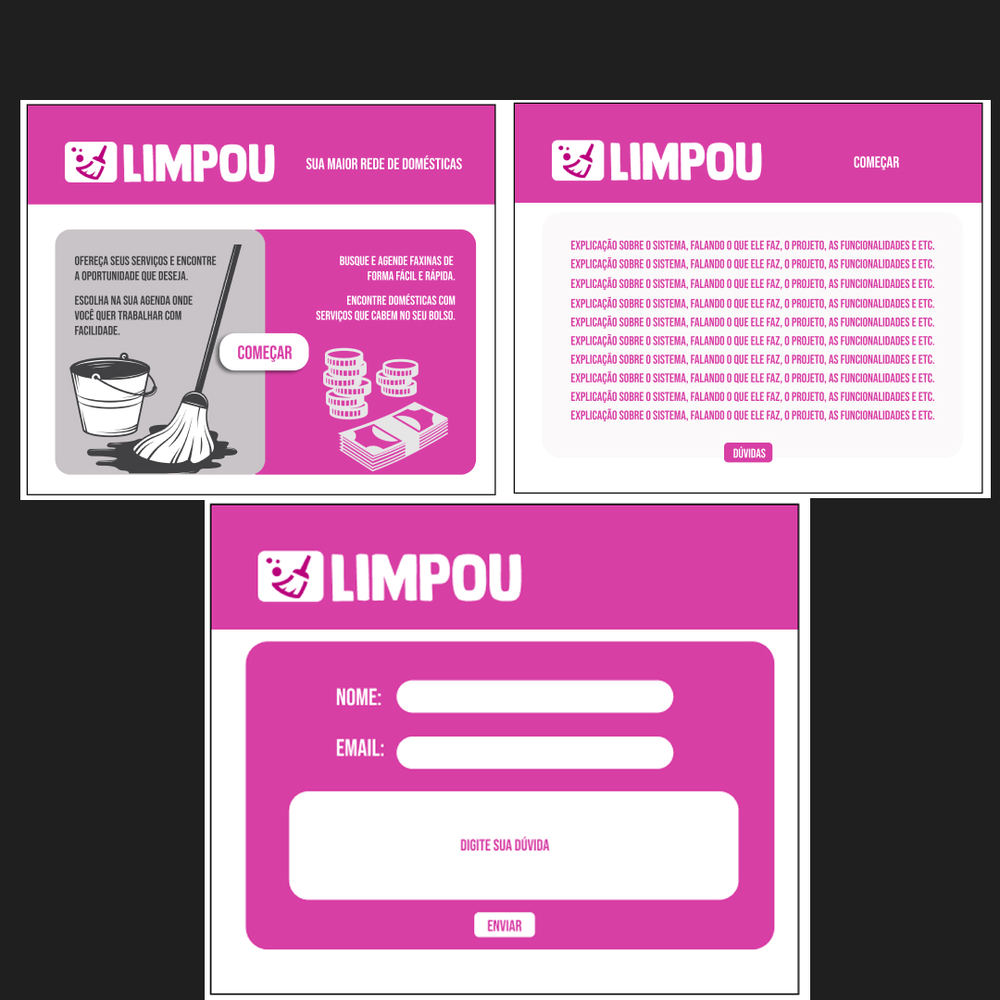 LIMPOU
SUA MAIOR REDE DE DOMÉSTICAS
OFEREÇA SEUS SERVIÇOS E ENCONTRE
A OPORTUNIDADE QUE DESEJA.
ESCOLHA NA SUA AGENDA ONDE
VOCÊ QUER TRABALHAR COM
FACILIDADE.
COMEÇAR
BUSQUE E AGENDE FAXINAS DE
FORMA FÁCIL E RÁPIDA.
ENCONTRE DOMÉSTICAS COM
SERVIÇOS QUE CABEM NO SEU BOLSO.
LIMPOU
COMEÇAR
EXPLICAÇÃO SOBRE O SISTEMA, FALANDO O QUE ELE FAZ, O PROJETO, AS FUNCIONALIDADES E ETC.
EXPLICAÇÃO SOBRE O SISTEMA, FALANDO O QUE ELE FAZ, O PROJETO, AS FUNCIONALIDADES E ETC.
EXPLICAÇÃO SOBRE O SISTEMA, FALANDO O QUE ELE FAZ, O PROJETO, AS FUNCIONALIDADES E ETC.
EXPLICAÇÃO SOBRE O SISTEMA, FALANDO O QUE ELE FAZ, O PROJETO, AS FUNCIONALIDADES E ETC.
EXPLICAÇÃO SOBRE O SISTEMA, FALANDO O QUE ELE FAZ, O PROJETO, AS FUNCIONALIDADES E ETC.
EXPLICAÇÃO SOBRE O SISTEMA, FALANDO O QUE ELE FAZ, O PROJETO, AS FUNCIONALIDADES E ETC.
EXPLICAÇÃO SOBRE O SISTEMA, FALANDO O QUE ELE FAZ, O PROJETO, AS FUNCIONALIDADES E ETC.
EXPLICAÇÃO SOBRE O SISTEMA, FALANDO O QUE ELE FAZ, O PROJETO, AS FUNCIONALIDADES E ETC.
EXPLICAÇÃO SOBRE O SISTEMA, FALANDO O QUE ELE FAZ, O PROJETO, AS FUNCIONALIDADES E ETC.
EXPLICAÇÃO SOBRE O SISTEMA, FALANDO O QUE ELE FAZ, O PROJETO, AS FUNCIONALIDADES E ETC.
DÚVIDAS
LIMPOU
NOME:
EMAIL:
DIGITE SUA DÚVIDA
ENVIAR